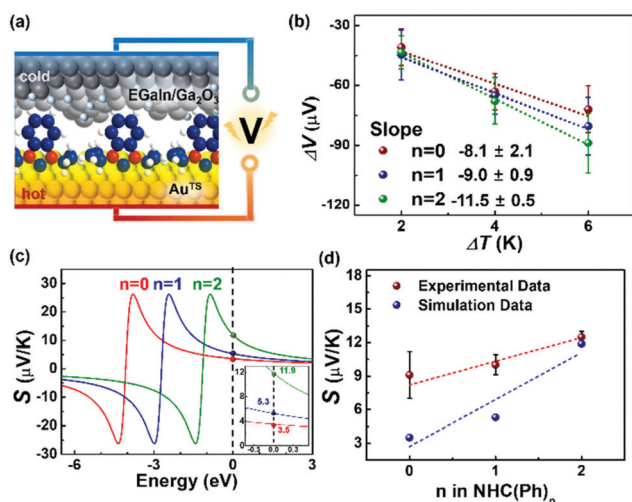 (a)
cold
EGaIn/Ga2O3
V
hot
Au^TS
(b)
-30
-60
-90
-120
ΔV (μV)
Slope
n=0 -8.1 ± 2.1
n=1 -9.0 ± 0.9
n=2 -11.5 ± 0.5
2 4 6
ΔT (K)
(c)
30
20
10
0
-10
-20
-30
S (μV/K)
n=0 n=1 n=2
12
8
4
0
11.9
5.3
3.5
-0.3 0.0 0.3
-6 -3 0 3
Energy (eV)
(d)
18
15
12
9
6
3
S (μV/K)
Experimental Data
Simulation Data
0 1 2
n in NHC(Ph)n